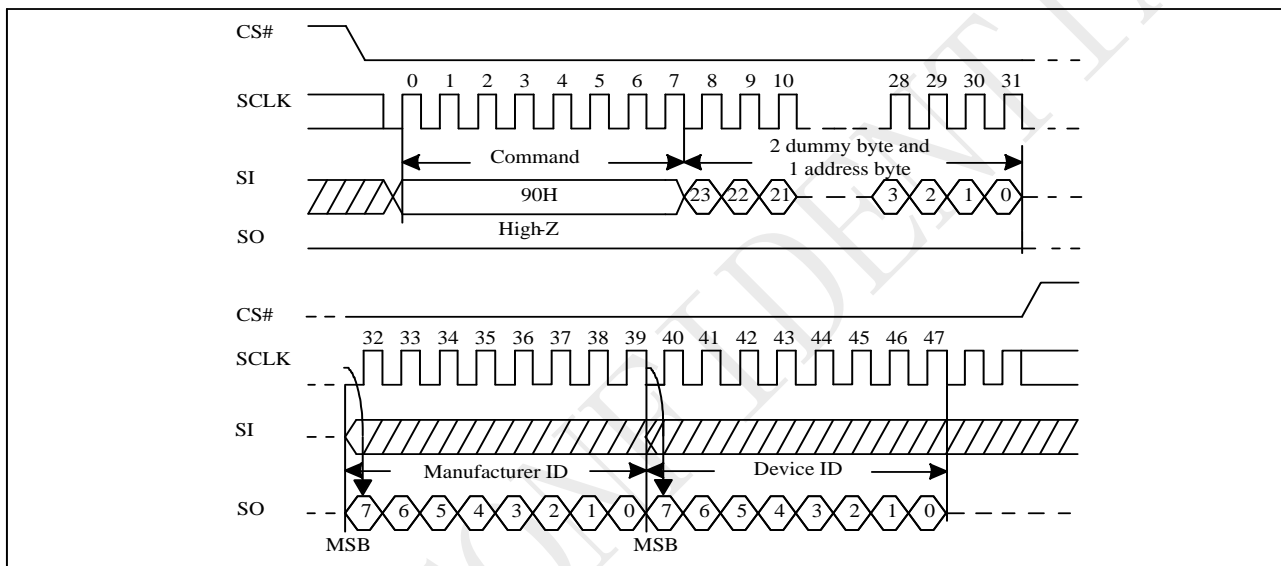 CS#
0 1 2 3 4 5 6 7 8 9 10 28 29 30 31
SCLK
Command
2 dummy byte and
1 address byte
SI
90H
23 22 21 3 2 1 0
High-Z
SO
CS#
32 33 34 35 36 37 38 39 40 41 42 43 44 45 46 47
SCLK
SI
Manufacturer ID
Device ID
SO
7 6 5 4 3 2 1 0 7 6 5 4 3 2 1 0
MSB
MSB